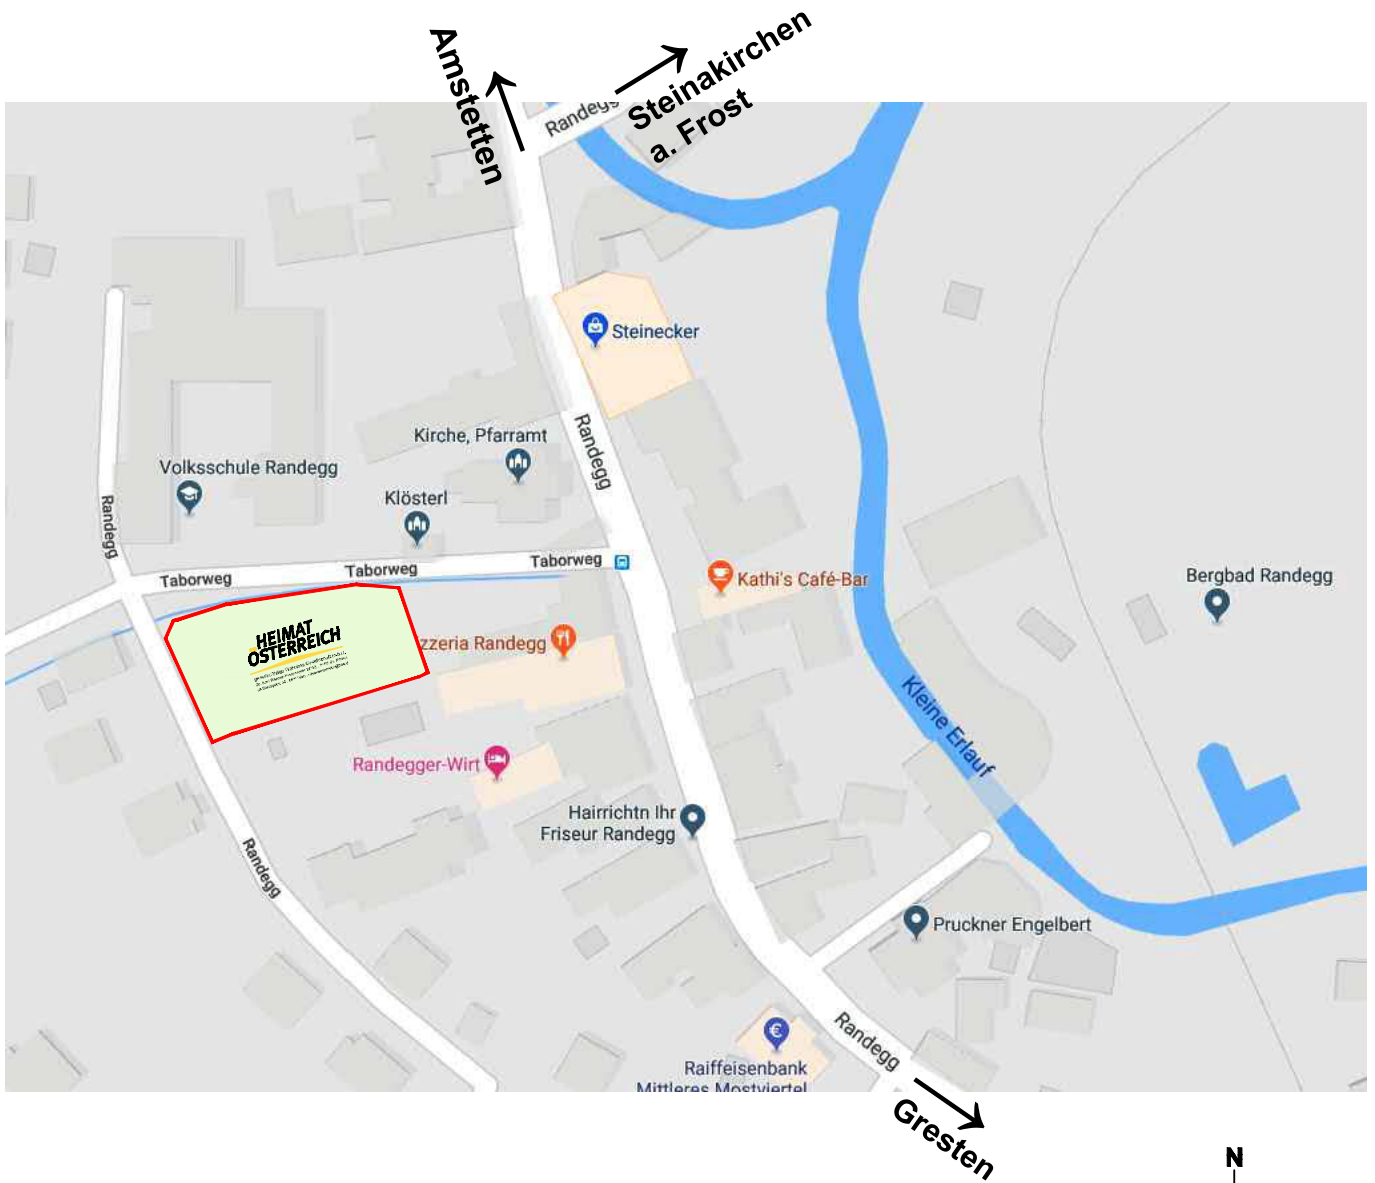 Amstetten
Steinakirchen
a. Frost
Randegg
Steinecker
Randegg
Kirche, Pfarramt
Volksschule Randegg
Klösterl
Randegg
Taborweg
Taborweg
Taborweg
Kathi's Café-Bar
Bergbad Randegg
HEIMAT
ÖSTERREICH
zzeria Randegg
Kleine Erlauf
Randegger-Wirt
Hairrichtn Ihr
Friseur Randegg
Randegg
Pruckner Engelbert
Randegg
Raiffeisenbank
Mittleres Mostviertel
Gresten
N